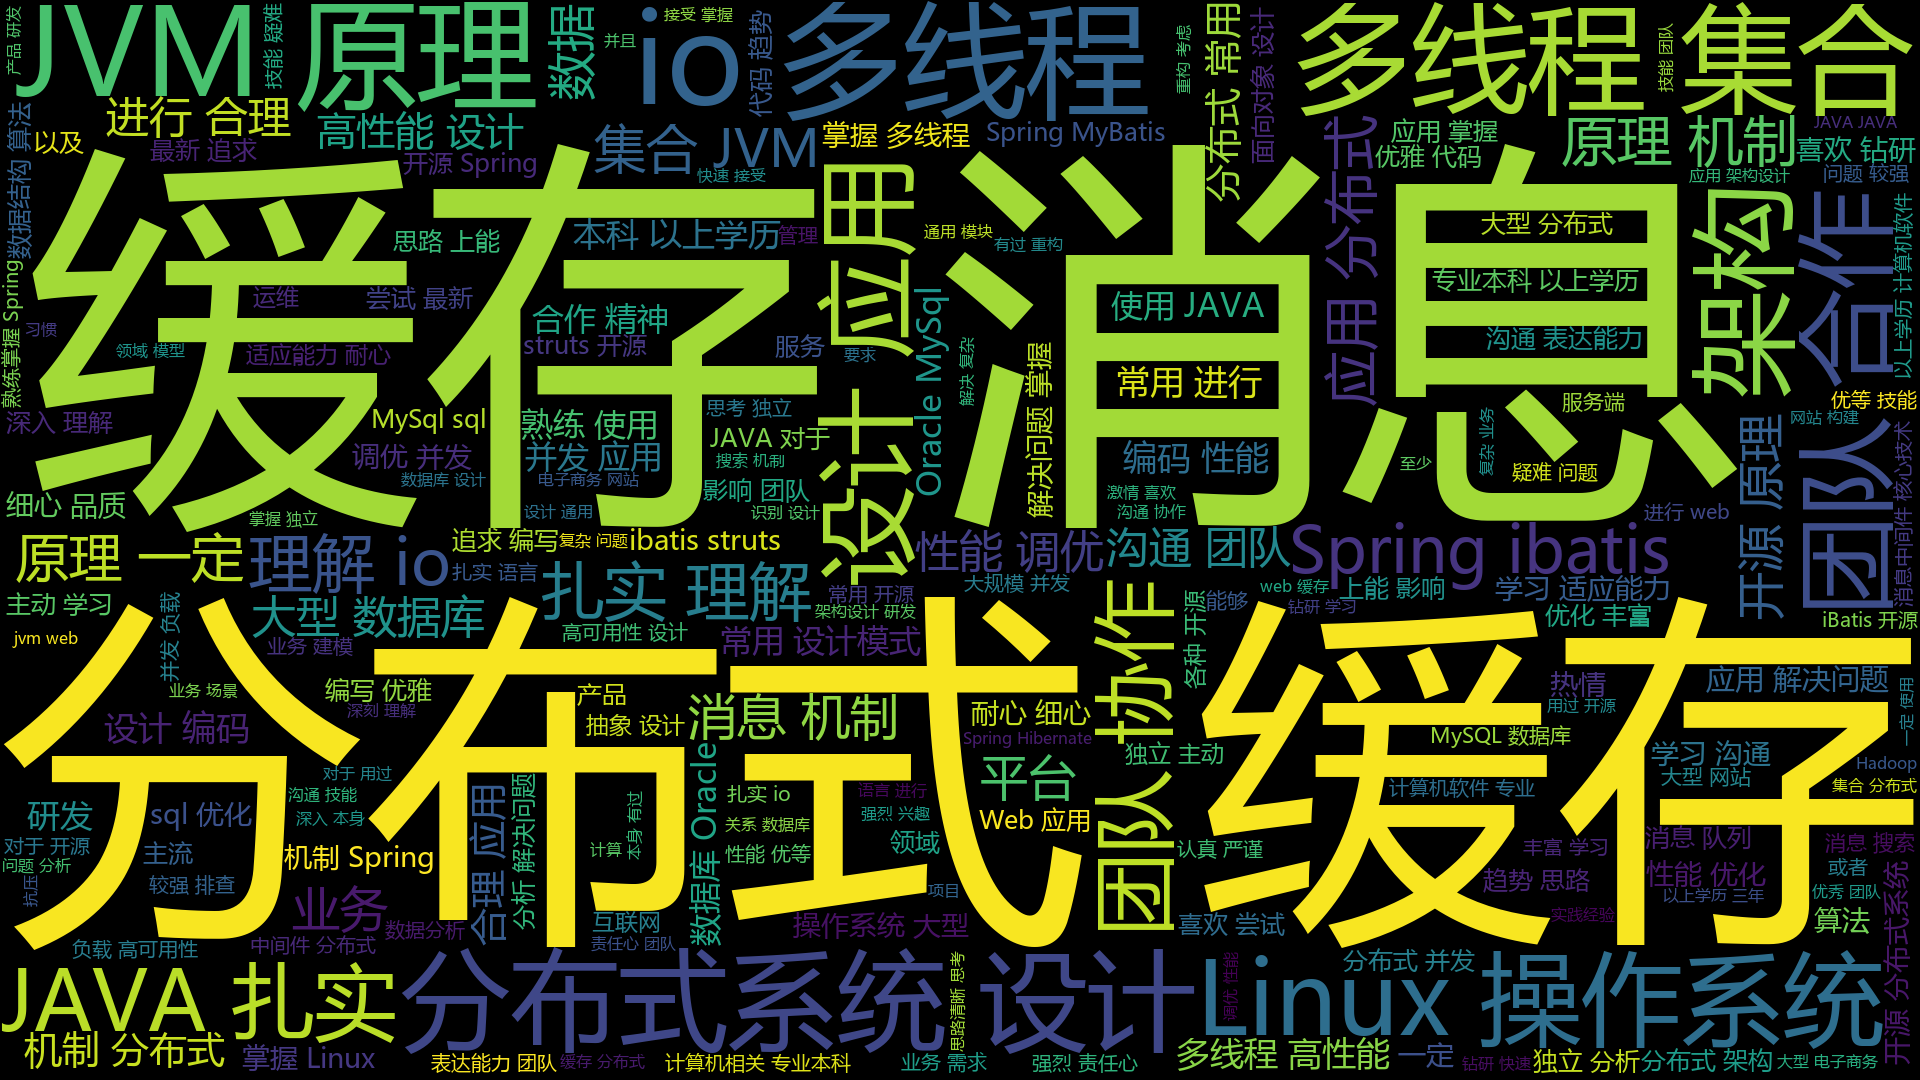 产品 研发
JVM 原理
技能 疑难
数据
并且
接受 掌握
io 多线程
代码 趋势
重构 考虑
分布式 常用
面向对象 设计
多线程 集合
技能 团队
进行 合理
高性能 设计
集合 JVM
掌握 多线程
Spring MyBatis
应用 掌握
JAVA JAVA
数据结构 算法
以及
最新 追求
开源 Spring
快速 接受
优雅 代码
原理 机制
喜欢 钻研
应用 架构设计
问题 较强
缓存 消息
思路 上能
本科 以上学历
管理
设计 应用
通用 模块
有过 重构
应用 分布式
大型 分布式
架构
合作 团队
以上学历 计算机软件
熟练掌握 Spring
运维
尝试 最新
合作 精神
Oracle MySql
使用 JAVA
专业本科 以上学历
习惯
领域 模型
适应能力 耐心
struts 开源
服务
要求
解决 复杂
解决问题 掌握
沟通 表达能力
常用 进行
深入 理解
MySql sql
熟练 使用
思考 独立
JAVA 对于
服务端
复杂 业务
优等 技能
网站 构建
调优 并发
并发 应用
搜索 机制
编码 性能
至少
疑难 问题
开源 原理
消息中间件 核心技术
数据库 设计
电子商务 网站
影响 团队
激情 喜欢
细心 品质
掌握 独立
设计 通用
识别 设计
沟通 协作
进行 web
原理 一定
理解 io
追求 编写
复杂 问题
ibatis struts
性能 调优
沟通 团队
Spring ibatis
扎实 语言
扎实 理解
大规模 并发
web 缓存
上能 影响
学习 适应能力
主动 学习
并发 负载
大型 数据库
常用 开源
架构设计 研发
团队 协作
各种 开源
能够
钻研 学习
优化 丰富
iBatis 开源
jvm web
业务 建模
高可用性 设计
常用 设计模式
分布式 缓存
业务 场景
编写 优雅
产品
热情
应用 解决问题
一定 使用
设计 编码
深刻 理解
抽象 设计
消息 机制
耐心 细心
用过 开源
Spring Hibernate
独立 主动
MySQL 数据库
学习 沟通
对于 用过
合理 应用
分析 解决问题
数据库 Oracle
平台
大型 网站
Hadoop
沟通 技能
扎实 io
语言 进行
计算机软件 专业
集合 分布式
研发
sql 优化
深入 本身
本身 有过
关系 数据库
强烈 兴趣
Web 应用
对于 开源
主流
机制 Spring
计算
性能 优等
领域
认真 严谨
丰富 学习
消息 队列
消息 搜索
问题 分析
抗压
较强 排查
项目
趋势 思路
性能 优化
或者
优秀 团队
以上学历 三年
业务
数据分析
互联网
操作系统 大型
喜欢 尝试
实践经验
算法
开源 分布式系统
负载 高可用性
中间件 分布式
责任心 团队
JAVA 扎实
分布式系统 设计
思路清晰 思考
Linux 操作系统
调优 性能
分布式 并发
机制 分布式
掌握 Linux
表达能力 团队
缓存 分布式
计算机相关 专业本科
业务 需求
强烈 责任心
多线程 高性能
一定
钻研 快速
独立 分析
分布式 架构
大型 电子商务